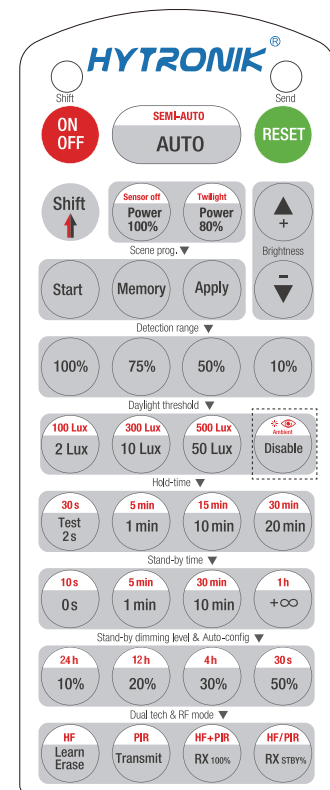 HYTRONIK®
Shift Send
ON
OFF
SEMI-AUTO
AUTO
RESET
Shift
Sensor off
Power
100%
Twilight
Power
80%
+
Brightness
−
Scene prog. ▼
Start Memory Apply
Detection range ▼
100% 75% 50% 10%
Daylight threshold ▼
100 Lux 300 Lux 500 Lux Ambient
2 Lux 10 Lux 50 Lux Disable
Hold-time ▼
30 s 5 min 15 min 30 min
Test
2 s
1 min 10 min 20 min
Stand-by time ▼
10 s 5 min 30 min 1 h
0 s 1 min 10 min +∞
Stand-by dimming level & Auto-config ▼
24 h 12 h 4 h 30 s
10% 20% 30% 50%
Dual tech & RF mode ▼
HF PIR HF+PIR HF/PIR
Learn
Erase
Transmit RX 100% RX STBY%